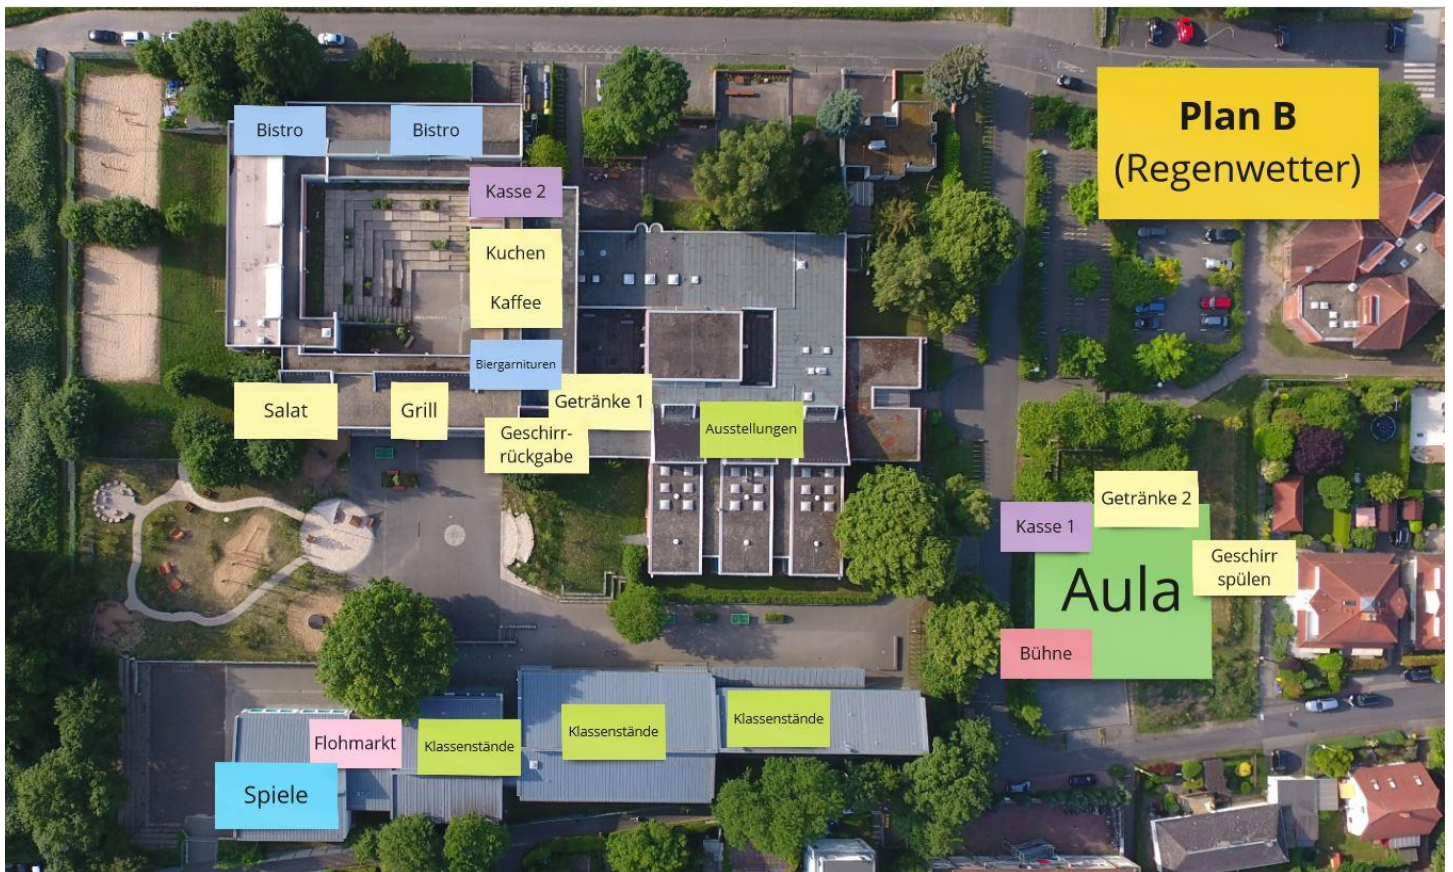 Plan B
(Regenwetter)
Bistro
Bistro
Kasse 2
Kuchen
Kaffee
Biergarnituren
Salat
Grill
Getränke 1
Geschirr-
rückgabe
Ausstellungen
Getränke 2
Kasse 1
Geschirr
spülen
Aula
Bühne
Flohmarkt
Klassenstände
Klassenstände
Klassenstände
Spiele